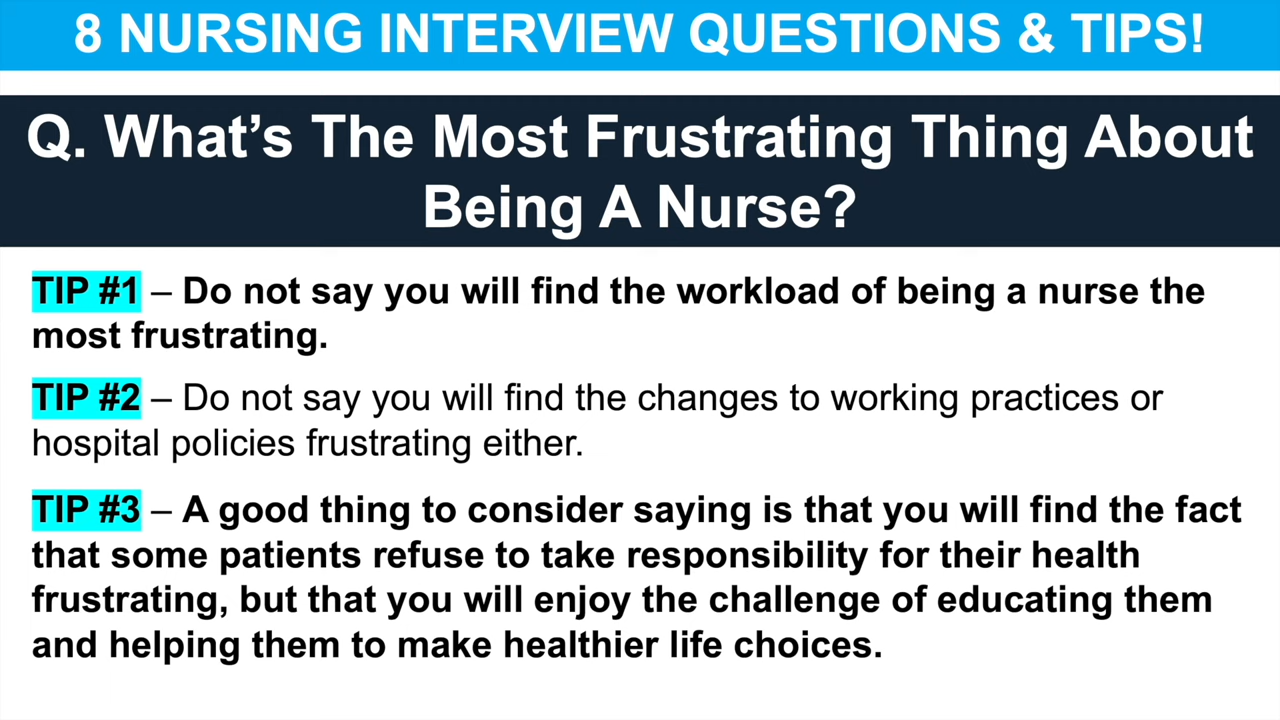 8 NURSING INTERVIEW QUESTIONS & TIPS!
Q. What’s The Most Frustrating Thing About
Being A Nurse?
TIP #1 – Do not say you will find the workload of being a nurse the
most frustrating.
TIP #2 – Do not say you will find the changes to working practices or
hospital policies frustrating either.
TIP #3 – A good thing to consider saying is that you will find the fact
that some patients refuse to take responsibility for their health
frustrating, but that you will enjoy the challenge of educating them
and helping them to make healthier life choices.